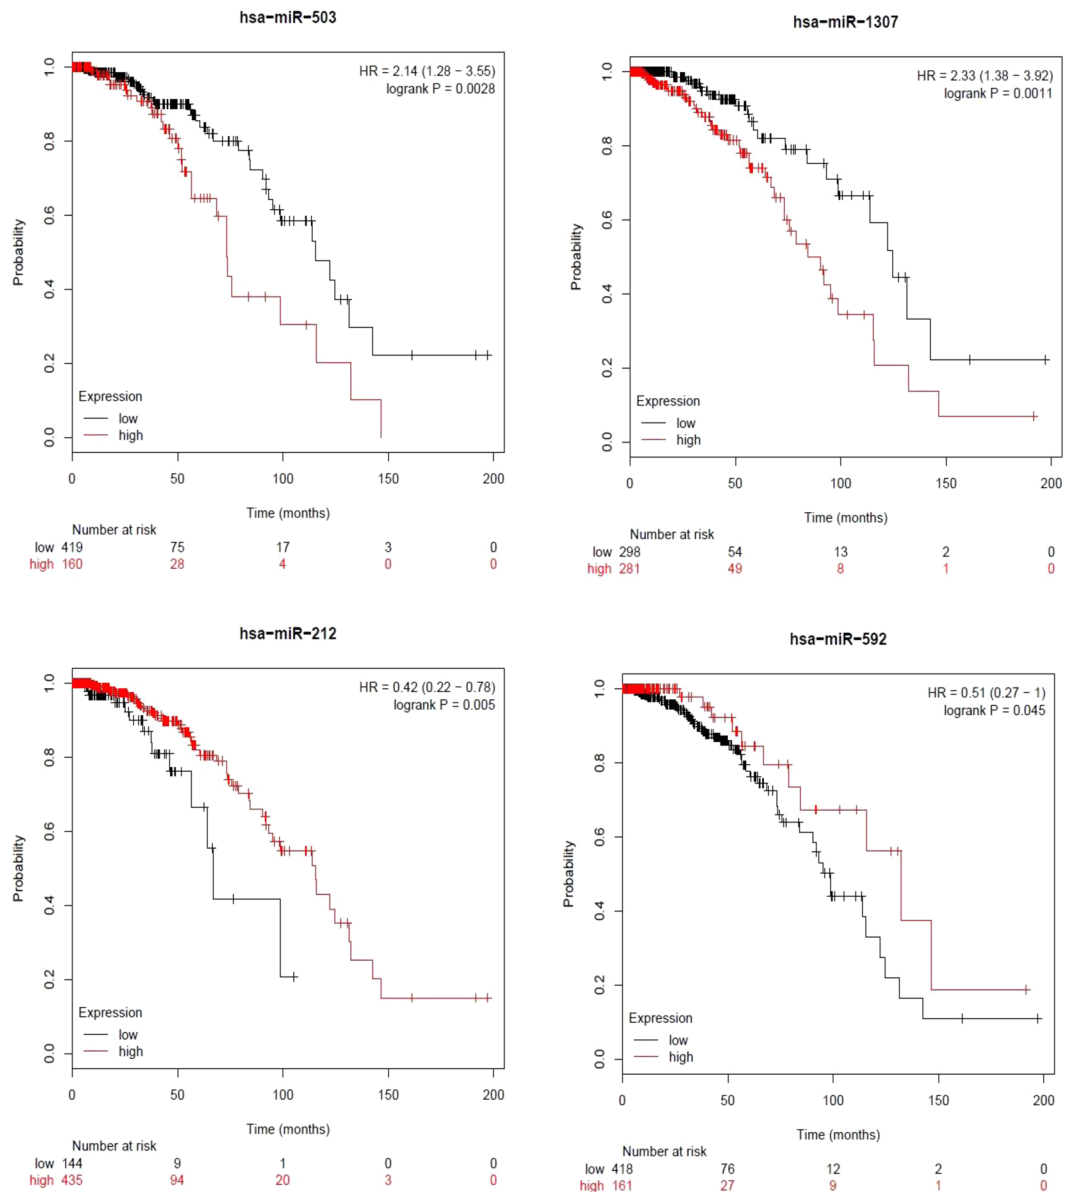 hsa-miR-503
HR = 2.14 (1.28 - 3.55)
logrank P = 0.0028
Probability
1.0
0.8
0.6
0.4
0.2
0.0
Expression
low
high
0 50 100 150 200
Time (months)
Number at risk
low 419 75 17 3 0
high 160 28 4 0 0
hsa-miR-1307
HR = 2.33 (1.38 - 3.92)
logrank P = 0.0011
Probability
1.0
0.8
0.6
0.4
0.2
0.0
Expression
low
high
0 50 100 150 200
Time (months)
Number at risk
low 298 54 13 2 0
high 281 49 8 1 0
hsa-miR-212
HR = 0.42 (0.22 - 0.78)
logrank P = 0.005
Probability
1.0
0.8
0.6
0.4
0.2
0.0
Expression
low
high
0 50 100 150 200
Time (months)
Number at risk
low 144 9 1 0 0
high 435 94 20 3 0
hsa-miR-592
HR = 0.51 (0.27 - 1)
logrank P = 0.045
Probability
1.0
0.8
0.6
0.4
0.2
0.0
Expression
low
high
0 50 100 150 200
Time (months)
Number at risk
low 418 76 12 2 0
high 161 27 9 1 0